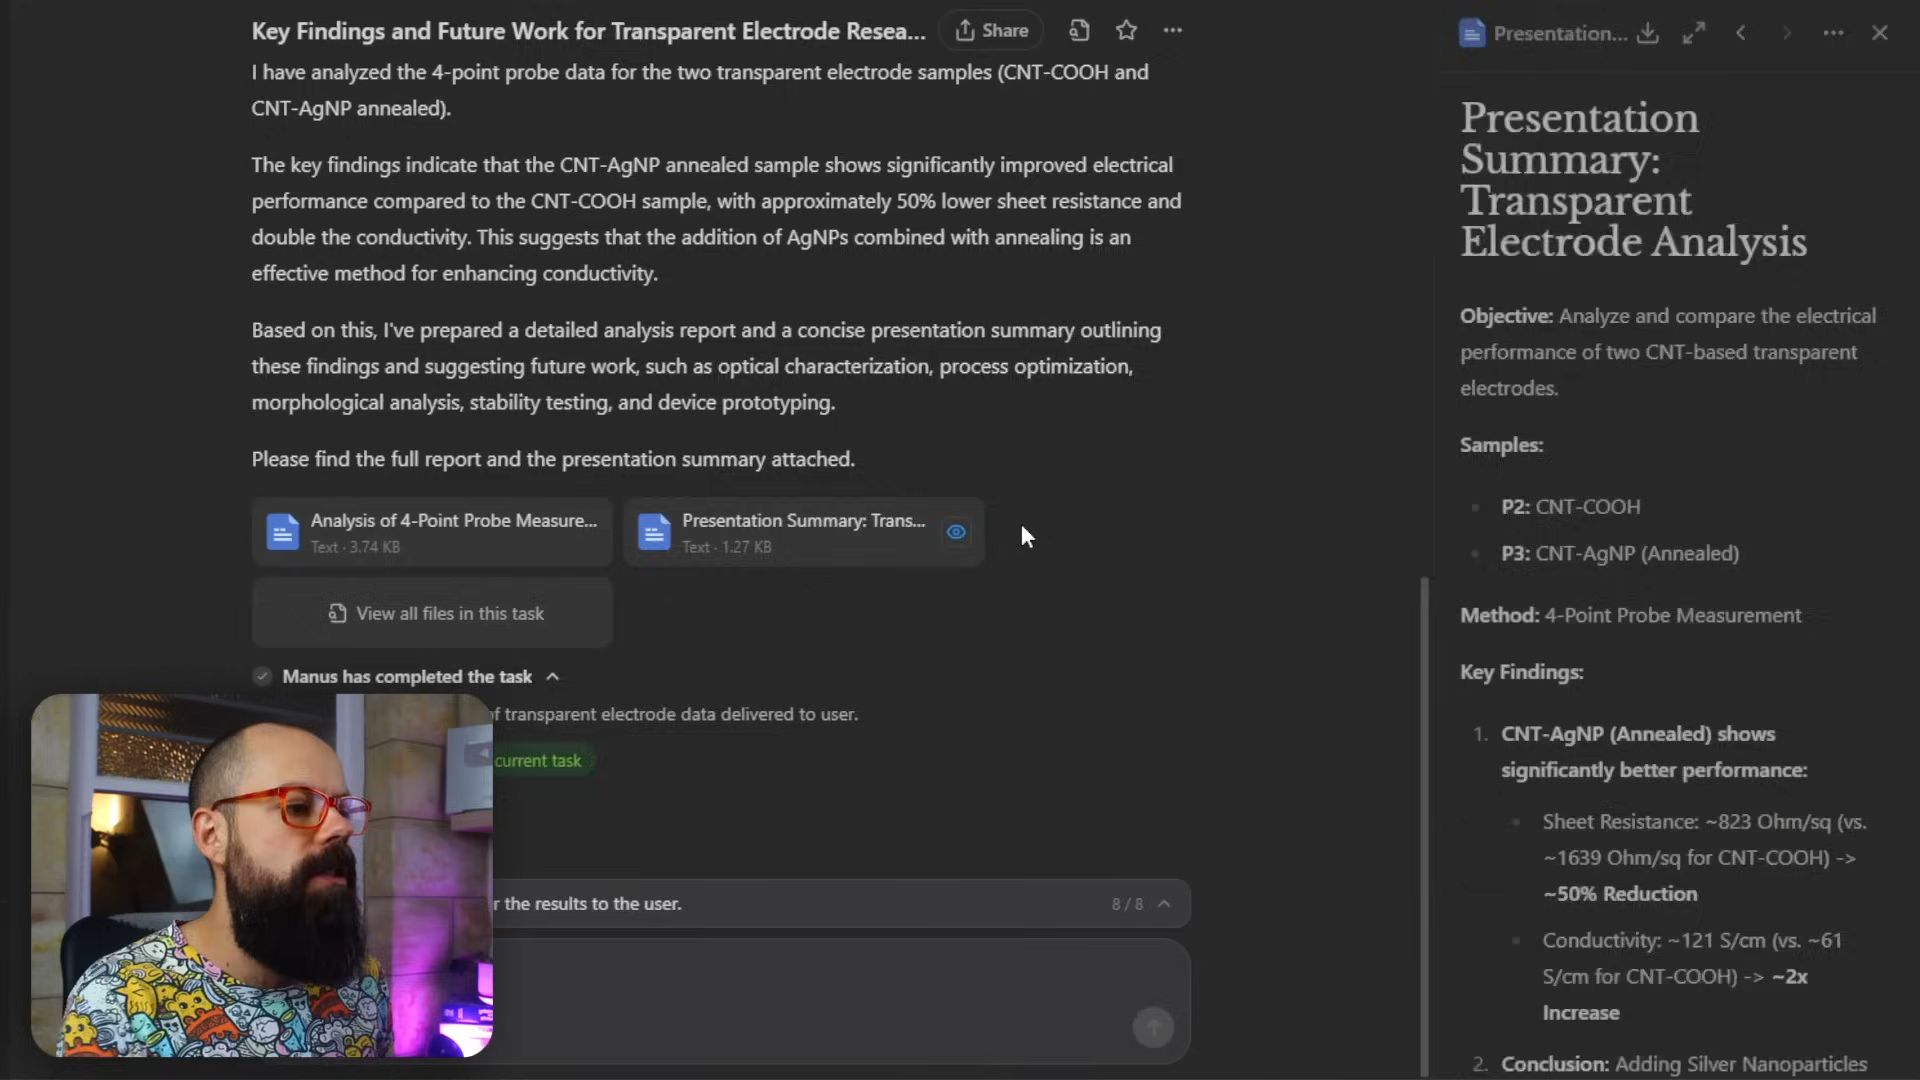 Key Findings and Future Work for Transparent Electrode Resea...
Share
I have analyzed the 4-point probe data for the two transparent electrode samples (CNT-COOH and
CNT-AgNP annealed).
The key findings indicate that the CNT-AgNP annealed sample shows significantly improved electrical
performance compared to the CNT-COOH sample, with approximately 50% lower sheet resistance and
double the conductivity. This suggests that the addition of AgNPs combined with annealing is an
effective method for enhancing conductivity.
Based on this, I've prepared a detailed analysis report and a concise presentation summary outlining
these findings and suggesting future work, such as optical characterization, process optimization,
morphological analysis, stability testing, and device prototyping.
Please find the full report and the presentation summary attached.
Analysis of 4-Point Probe Measure...
Text · 3.74 KB
Presentation Summary: Trans...
Text · 1.27 KB
View all files in this task
Manus has completed the task
of transparent electrode data delivered to user.
current task
r the results to the user.
8 / 8
Presentation...
Presentation
Summary:
Transparent
Electrode Analysis
Objective: Analyze and compare the electrical
performance of two CNT-based transparent
electrodes.
Samples:
P2: CNT-COOH
P3: CNT-AgNP (Annealed)
Method: 4-Point Probe Measurement
Key Findings:
1. CNT-AgNP (Annealed) shows
significantly better performance:
Sheet Resistance: ~823 Ohm/sq (vs.
~1639 Ohm/sq for CNT-COOH) ->
~50% Reduction
Conductivity: ~121 S/cm (vs. ~61
S/cm for CNT-COOH) -> ~2x
Increase
2. Conclusion: Adding Silver Nanoparticles